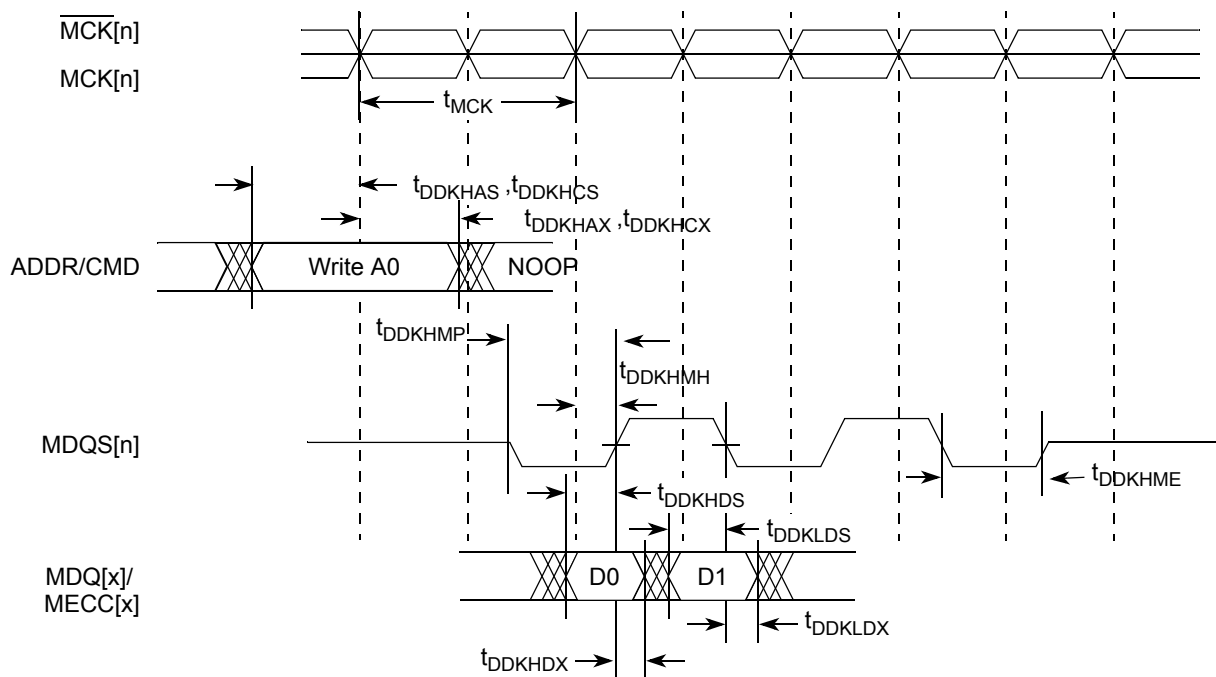 MCK[n]
MCK[n]
tMCK
tDDKHAS ,tDDKHCS
tDDKHAX ,tDDKHCX
ADDR/CMD
Write A0
NOOP
tDDKHMP
tDDKHMH
MDQS[n]
tDDKHME
tDDKHDS
tDDKLDS
MDQ[x]/
MECC[x]
D0
D1
tDDKLDX
tDDKHDX